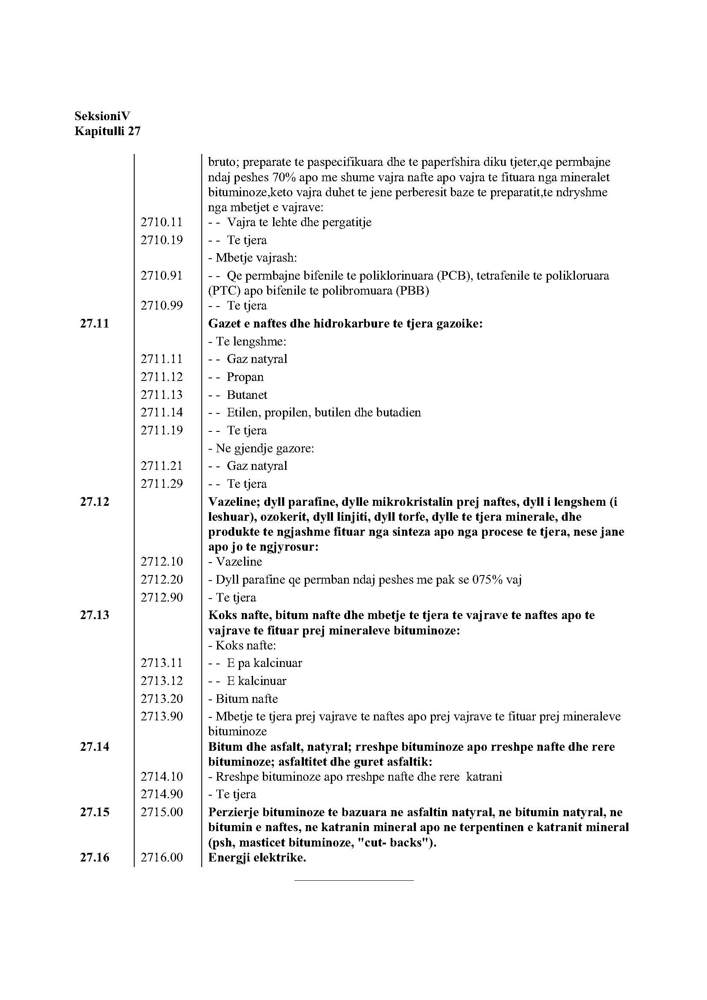 SeksioniV
Kapitulli 27
bruto; preparate te paspecifikuara dhe te paperfshira diku tjeter,qe permbajne
ndaj peshes 70% apo me shume vajra nafte apo vajra te fituara nga mineralet
bituminoze,keto vajra duhet te jene perberesit baze te preparatit,te ndryshme
nga mbetjet e vajrave:
2710.11 - - Vajra te lehte dhe pergatitje
2710.19 - - Te tjera
- Mbetje vajrash:
2710.91 - - Qe permbajne bifenile te poliklorinuara (PCB), tetrafenile te polikloruara
(PTC) apo bifenile te polibromuara (PBB)
2710.99 - - Te tjera
27.11 Gazet e naftes dhe hidrokarbure te tjera gazoike:
- Te lengshme:
2711.11 - - Gaz natyral
2711.12 - - Propan
2711.13 - - Butanet
2711.14 - - Etilen, propilen, butilen dhe butadien
2711.19 - - Te tjera
- Ne gjendje gazore:
2711.21 - - Gaz natyral
2711.29 - - Te tjera
27.12 Vazeline; dyll parafine, dylle mikrokristalin prej naftes, dyll i lengshem (i
leshuar), ozokerit, dyll linjiti, dyll torfe, dylle te tjera minerale, dhe
produkte te ngjashme fituar nga sinteza apo nga procese te tjera, nese jane
apo jo te ngjyrosur:
2712.10 - Vazeline
2712.20 - Dyll parafine qe permban ndaj peshes me pak se 075% vaj
2712.90 - Te tjera
27.13 Koks nafte, bitum nafte dhe mbetje te tjera te vajrave te naftes apo te
vajrave te fituar prej mineraleve bituminoze:
- Koks nafte:
2713.11 - - E pa kalcinuar
2713.12 - - E kalcinuar
2713.20 - Bitum nafte
2713.90 - Mbetje te tjera prej vajrave te naftes apo prej vajrave te fituar prej mineraleve
bituminoze
27.14 Bitum dhe asfalt, natyral; rreshpe bituminoze apo rreshpe nafte dhe rere
bituminoze; asfaltitet dhe guret asfaltik:
2714.10 - Rreshpe bituminoze apo rreshpe nafte dhe rere katrani
2714.90 - Te tjera
27.15 2715.00 Perzierje bituminoze te bazuara ne asfaltin natyral, ne bitumin natyral, ne
bitumin e naftes, ne katranin mineral apo ne terpentinen e katranit mineral
(psh, masticet bituminoze, "cut- backs").
27.16 2716.00 Energji elektrike.